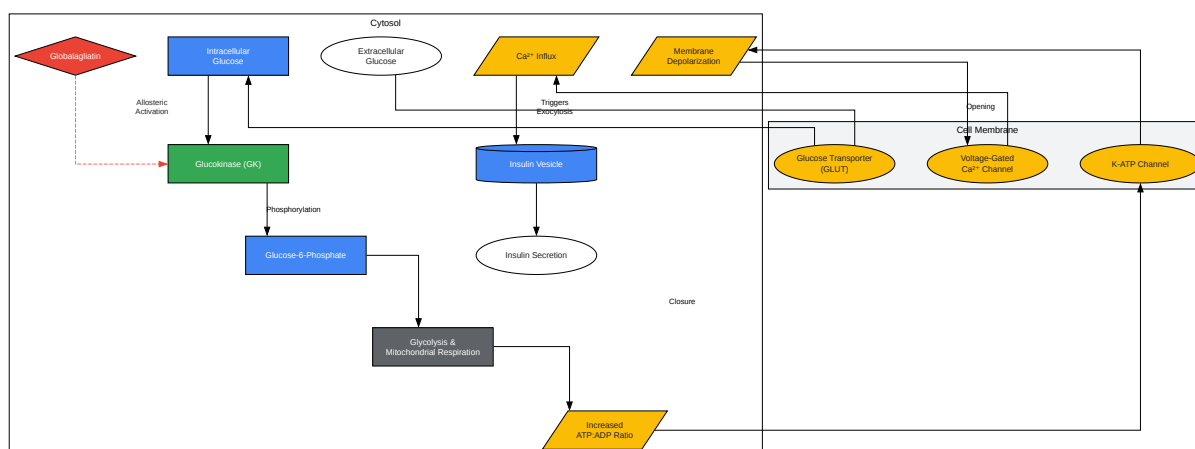 Cytosol
Globalagliatin
Intracellular
Glucose
Extracellular
Glucose
Ca²⁺ Influx
Membrane
Depolarization
Allosteric
Activation
Triggers
Exocytosis
Opening
Cell Membrane
Glucokinase (GK)
Insulin Vesicle
Glucose Transporter
(GLUT)
Voltage-Gated
Ca²⁺ Channel
K-ATP Channel
Phosphorylation
Glucose-6-Phosphate
Insulin Secretion
Closure
Glycolysis &
Mitochondrial Respiration
Increased
ATP:ADP Ratio